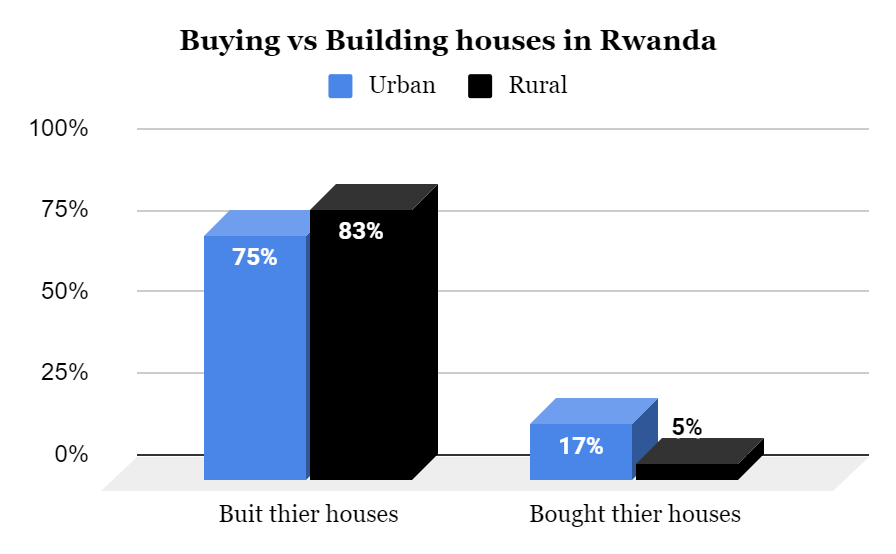 Buying vs Building houses in Rwanda
Urban Rural
100%
75%
50%
25%
0%
75%
83%
17%
5%
Buit thier houses
Bought thier houses